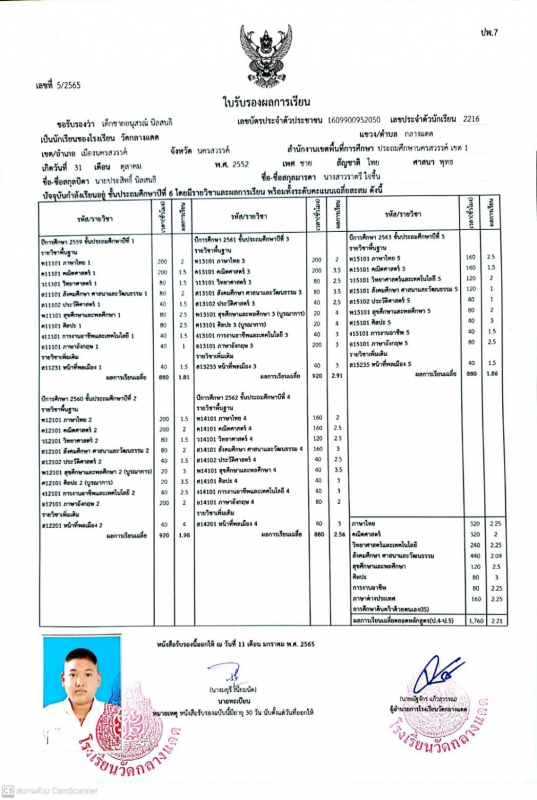 ปพ.7
เลขที่ 5/2565
ใบรับรองผลการเรียน
ขอรับรองว่า เด็กชายอนุสรณ์ นิลสนธิ เลขบัตรประจำตัวประชาชน 1609900952050 เลขประจำตัวนักเรียน 2216
เป็นนักเรียนของโรงเรียน วัดกลางแดด แขวง/ตำบล กลางแดด
เขต/อำเภอ เมืองนครสวรรค์ จังหวัด นครสวรรค์ สำนักงานเขตพื้นที่การศึกษา ประถมศึกษานครสวรรค์ เขต 1
เกิดวันที่ 31 เดือน ตุลาคม พ.ศ. 2552 เพศ ชาย สัญชาติ ไทย ศาสนา พุทธ
ชื่อ-ชื่อสกุลบิดา นายประสิทธิ์ นิลสนธิ ชื่อ-ชื่อสกุลมารดา นางสาวราตรี ใจชื้น
ปัจจุบันกำลังเรียนอยู่ ชั้นประถมศึกษาปีที่ 6 โดยมีรายวิชาและผลการเรียน พร้อมทั้งระดับคะแนนเฉลี่ยสะสม ดังนี้
รหัส/รายวิชา เวลา(ชั่วโมง) ผลการเรียน รหัส/รายวิชา เวลา(ชั่วโมง) ผลการเรียน รหัส/รายวิชา เวลา(ชั่วโมง) ผลการเรียน
ปีการศึกษา 2559 ชั้นประถมศึกษาปีที่ 1
รายวิชาพื้นฐาน
ท11101 ภาษาไทย 1 200 2
ค11101 คณิตศาสตร์ 1 200 1.5
ว11101 วิทยาศาสตร์ 1 80 1.5
ส11101 สังคมศึกษา ศาสนาและวัฒนธรรม 1 80 2
ส11102 ประวัติศาสตร์ 1 40 1.5
พ11101 สุขศึกษาและพลศึกษา 1 80 2.5
ศ11101 ศิลปะ 1 80 2.5
ง11101 การงานอาชีพและเทคโนโลยี 1 40 2
อ11101 ภาษาอังกฤษ 1 40 1
รายวิชาเพิ่มเติม
ส11231 หน้าที่พลเมือง 1 40 1.5
ผลการเรียนเฉลี่ย 880 1.81
ปีการศึกษา 2561 ชั้นประถมศึกษาปีที่ 3
รายวิชาพื้นฐาน
ท13101 ภาษาไทย 3 200 2
ค13101 คณิตศาสตร์ 3 200 3.5
ว13101 วิทยาศาสตร์ 3 80 2.5
ส13101 สังคมศึกษา ศาสนาและวัฒนธรรม 3 80 3.5
ส13102 ประวัติศาสตร์ 3 40 2.5
พ13101 สุขศึกษาและพลศึกษา 3 (บูรณาการ) 20 4
ศ13101 ศิลปะ 3 (บูรณาการ) 20 4
ง13101 การงานอาชีพและเทคโนโลยี 3 40 3
อ13101 ภาษาอังกฤษ 3 200 3
รายวิชาเพิ่มเติม
ส13233 หน้าที่พลเมือง 3 40 3
ผลการเรียนเฉลี่ย 920 2.91
ปีการศึกษา 2563 ชั้นประถมศึกษาปีที่ 5
รายวิชาพื้นฐาน
ท15101 ภาษาไทย 5 160 2.5
ค15101 คณิตศาสตร์ 5 160 1.5
ว15101 วิทยาศาสตร์และเทคโนโลยี 5 120 2
ส15101 สังคมศึกษา ศาสนาและวัฒนธรรม 5 120 1
ส15102 ประวัติศาสตร์ 5 40 1
พ15101 สุขศึกษาและพลศึกษา 5 80 2
ศ15101 ศิลปะ 5 40 3
ง15101 การงานอาชีพ 5 40 1.5
อ15101 ภาษาอังกฤษ 5 80 2.5
รายวิชาเพิ่มเติม
ส15235 หน้าที่พลเมือง 5 40 1.5
ผลการเรียนเฉลี่ย 880 1.86
ปีการศึกษา 2560 ชั้นประถมศึกษาปีที่ 2
รายวิชาพื้นฐาน
ท12101 ภาษาไทย 2 200 1.5
ค12101 คณิตศาสตร์ 2 200 2
ว12101 วิทยาศาสตร์ 2 80 1.5
ส12101 สังคมศึกษา ศาสนาและวัฒนธรรม 2 80 2
ส12102 ประวัติศาสตร์ 2 40 1.5
พ12101 สุขศึกษาและพลศึกษา 2 (บูรณาการ) 20 3
ศ12101 ศิลปะ 2 (บูรณาการ) 20 3.5
ง12101 การงานอาชีพและเทคโนโลยี 2 40 2.5
อ12101 ภาษาอังกฤษ 2 200 2
รายวิชาเพิ่มเติม
ส12201 หน้าที่พลเมือง 2 40 4
ผลการเรียนเฉลี่ย 920 1.98
ปีการศึกษา 2562 ชั้นประถมศึกษาปีที่ 4
รายวิชาพื้นฐาน
ท14101 ภาษาไทย 4 160 2
ค14101 คณิตศาสตร์ 4 160 2.5
ว14101 วิทยาศาสตร์ 4 120 2.5
ส14101 สังคมศึกษา ศาสนาและวัฒนธรรม 4 160 3
ส14102 ประวัติศาสตร์ 4 40 2.5
พ14101 สุขศึกษาและพลศึกษา 4 40 3.5
ศ14101 ศิลปะ 4 40 3
ง14101 การงานอาชีพและเทคโนโลยี 4 40 3
อ14101 ภาษาอังกฤษ 4 80 2
รายวิชาเพิ่มเติม
ส14201 หน้าที่พลเมือง 4 40 3
ผลการเรียนเฉลี่ย 880 2.56
ภาษาไทย 320 2.25
คณิตศาสตร์ 320 2
วิทยาศาสตร์และเทคโนโลยี 240 2.25
สังคมศึกษา ศาสนาและวัฒนธรรม 440 2.09
สุขศึกษาและพลศึกษา 120 2.5
ศิลปะ 80 3
การงานอาชีพ 80 2.25
ภาษาต่างประเทศ 160 2.25
การศึกษาค้นคว้าด้วยตนเอง(IS)
ผลการเรียนเฉลี่ยตลอดหลักสูตร(ป.4-ป.5) 1,760 2.21
หนังสือรับรองนี้ออกให้ ณ วันที่ 11 เดือน มกราคม พ.ศ. 2565
นายทะเบียน
ผู้อำนวยการโรงเรียนวัดกลางแดด
หมายเหตุ หนังสือรับรองฉบับนี้มีอายุ 30 วัน นับตั้งแต่วันที่ออกให้
โรงเรียนวัดกลางแดด
โรงเรียนวัดกลางแดด
CS สแกนด้วย CamScanner